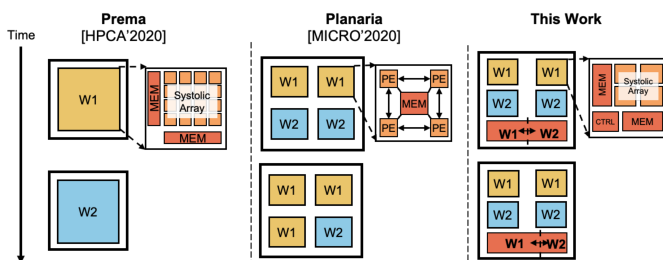 Prema
[HPCA'2020]
Planaria
[MICRO'2020]
This Work
Time
W1
MEM
Systolic
Array
MEM
W1
W1
W2
W2
PE
PE
MEM
PE
PE
W1
W1
W2
W2
W1
W2
MEM
Systolic
Array
CTRL
MEM
W2
W1
W1
W1
W2
W1
W1
W2
W2
W1
W2